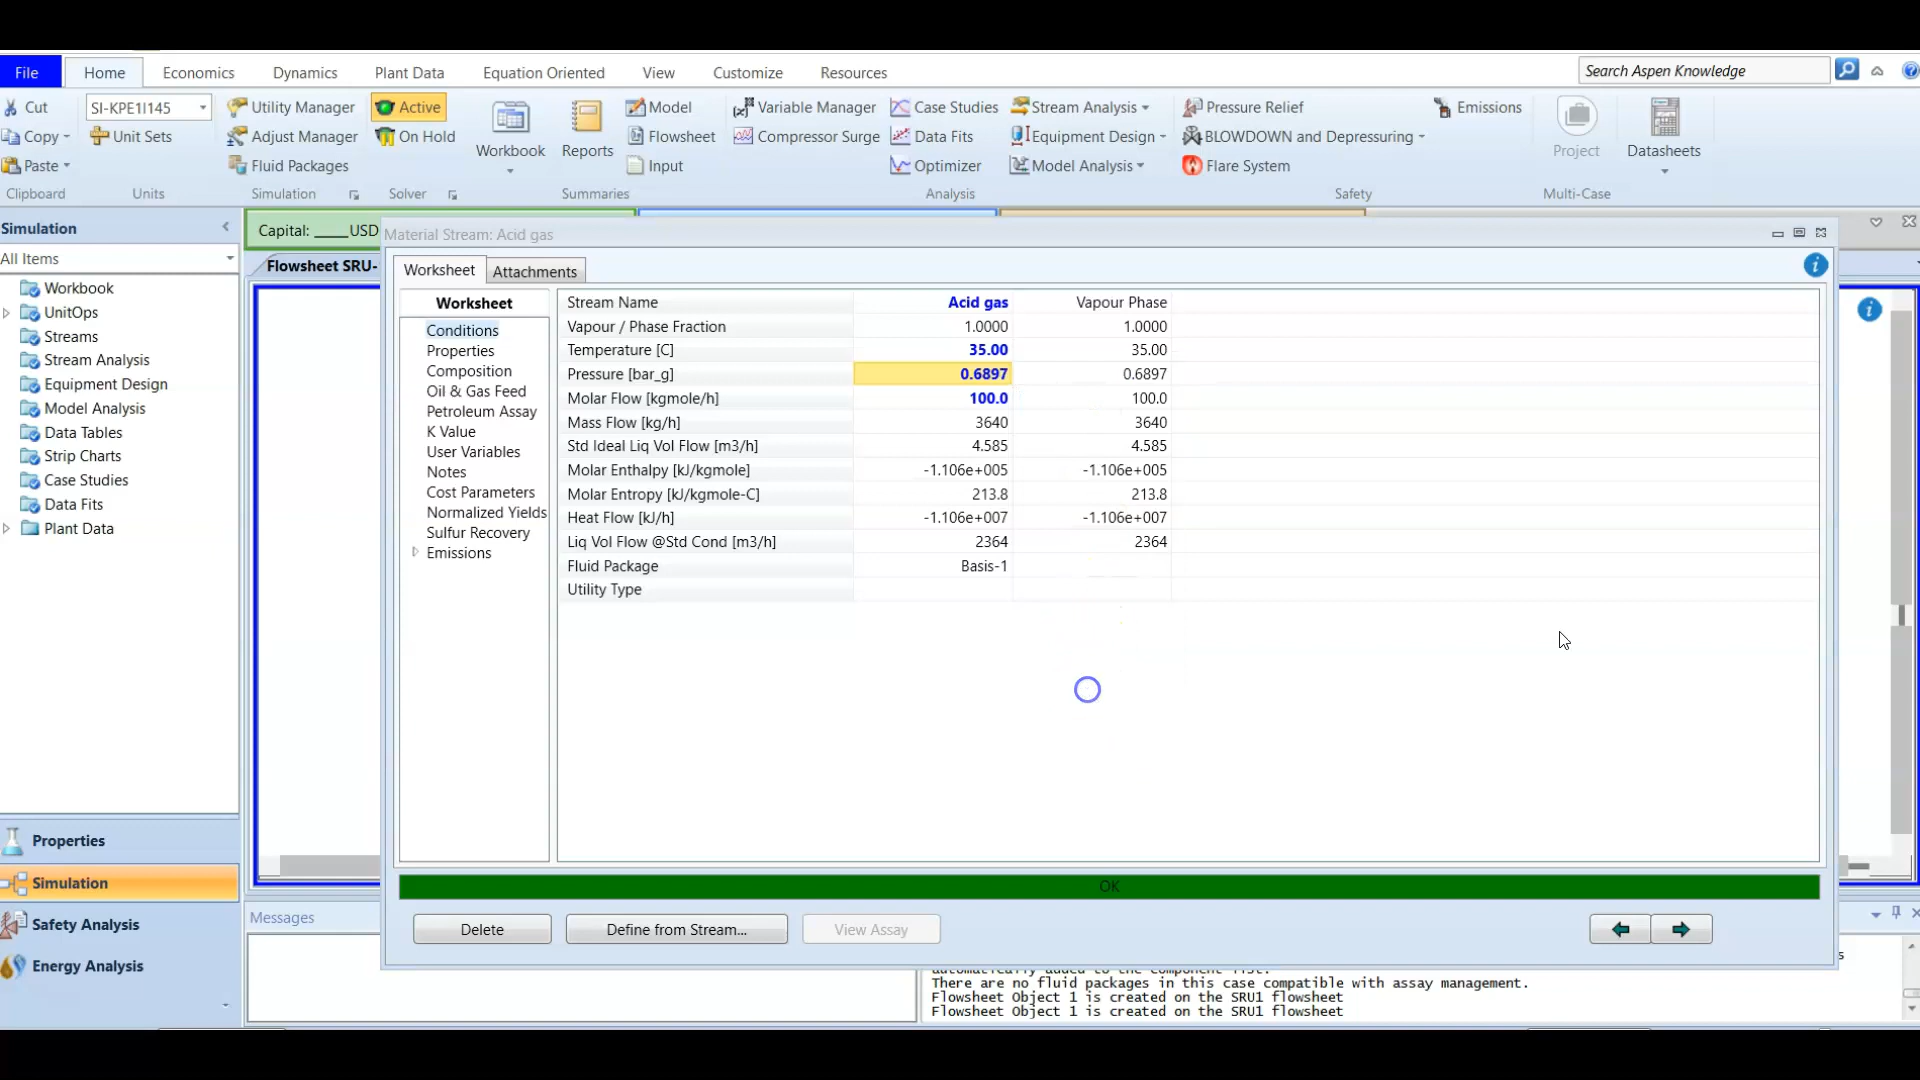 File Home Economics Dynamics Plant Data Equation Oriented View Customize Resources Search Aspen Knowledge
Cut SI-KPE1I145 Utility Manager Active Model Variable Manager Case Studies Stream Analysis Pressure Relief Emissions
Copy Unit Sets Adjust Manager On Hold Workbook Reports Flowsheet Compressor Surge Data Fits Equipment Design BLOWDOWN and Depressuring Project Datasheets
Paste Fluid Packages Input Optimizer Model Analysis Flare System
Clipboard Units Simulation Solver Summaries Analysis Safety Multi-Case
Simulation
All Items
Workbook
UnitOps
Streams
Stream Analysis
Equipment Design
Model Analysis
Data Tables
Strip Charts
Case Studies
Data Fits
Plant Data
Properties
Simulation
Safety Analysis
Energy Analysis
Capital: ____USD
Flowsheet SRU-
Material Stream: Acid gas
Worksheet Attachments
Worksheet
Conditions
Properties
Composition
Oil & Gas Feed
Petroleum Assay
K Value
User Variables
Notes
Cost Parameters
Normalized Yields
Sulfur Recovery
Emissions
Stream Name Acid gas Vapour Phase
Vapour / Phase Fraction 1.0000 1.0000
Temperature [C] 35.00 35.00
Pressure [bar_g] 0.6897 0.6897
Molar Flow [kgmole/h] 100.0 100.0
Mass Flow [kg/h] 3640 3640
Std Ideal Liq Vol Flow [m3/h] 4.585 4.585
Molar Enthalpy [kJ/kgmole] -1.106e+005 -1.106e+005
Molar Entropy [kJ/kgmole-C] 213.8 213.8
Heat Flow [kJ/h] -1.106e+007 -1.106e+007
Liq Vol Flow @Std Cond [m3/h] 2364 2364
Fluid Package Basis-1
Utility Type
OK
Delete Define from Stream... View Assay
Messages
There are no fluid packages in this case compatible with assay management.
Flowsheet Object 1 is created on the SRU1 flowsheet
Flowsheet Object 1 is created on the SRU1 flowsheet